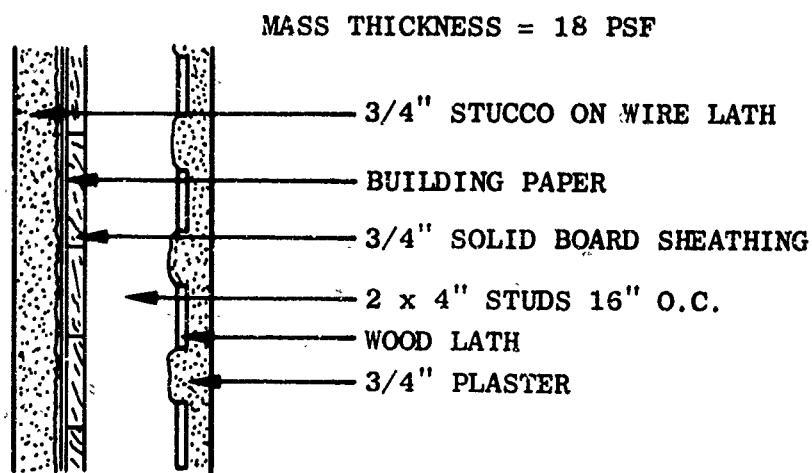 MASS THICKNESS = 18 PSF
3/4" STUCCO ON WIRE LATH
BUILDING PAPER
3/4" SOLID BOARD SHEATHING
2 x 4" STUDS 16" O.C.
WOOD LATH
3/4" PLASTER